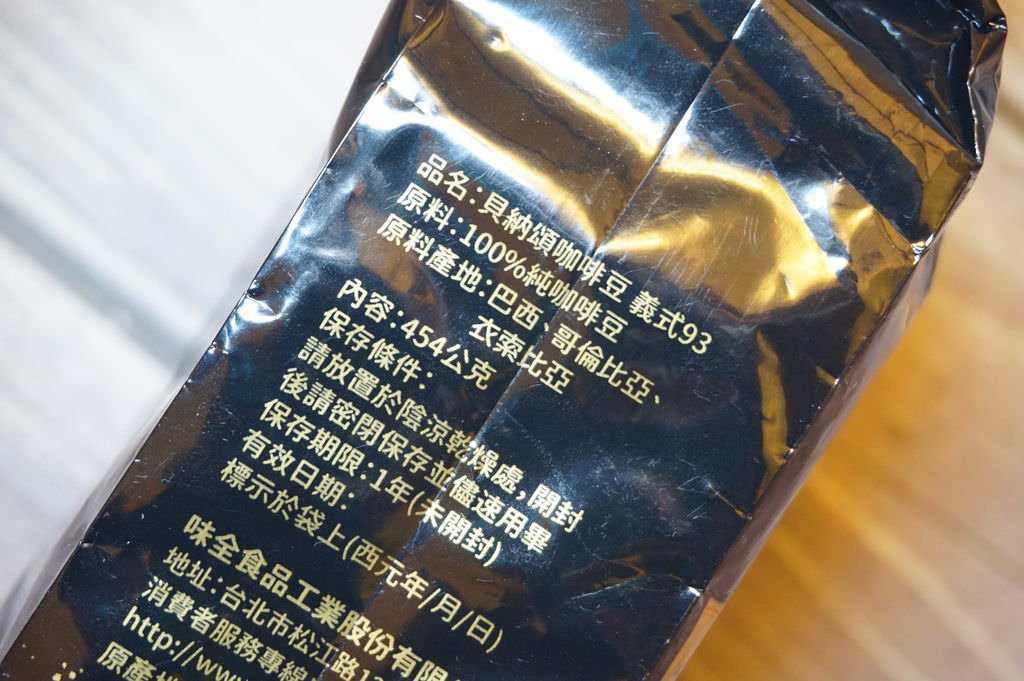 品名:貝納頌咖啡豆 義式93
原料:100%純咖啡豆
原料產地:巴西、哥倫比亞、
衣索比亞
內容:454公克
保存條件:
請放置於陰涼乾燥處,開封
後請密閉保存並儘速用畢
保存期限:1年(未開封)
有效日期:
標示於袋上(西元年/月/日)
味全食品工業股份有限
地址:台北市松江路1
消費者服務專線
http://www
原產地